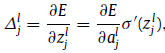 Δ_j^l = ∂E/∂z_j^l = ∂E/∂a_j^l σ′(z_j^l),